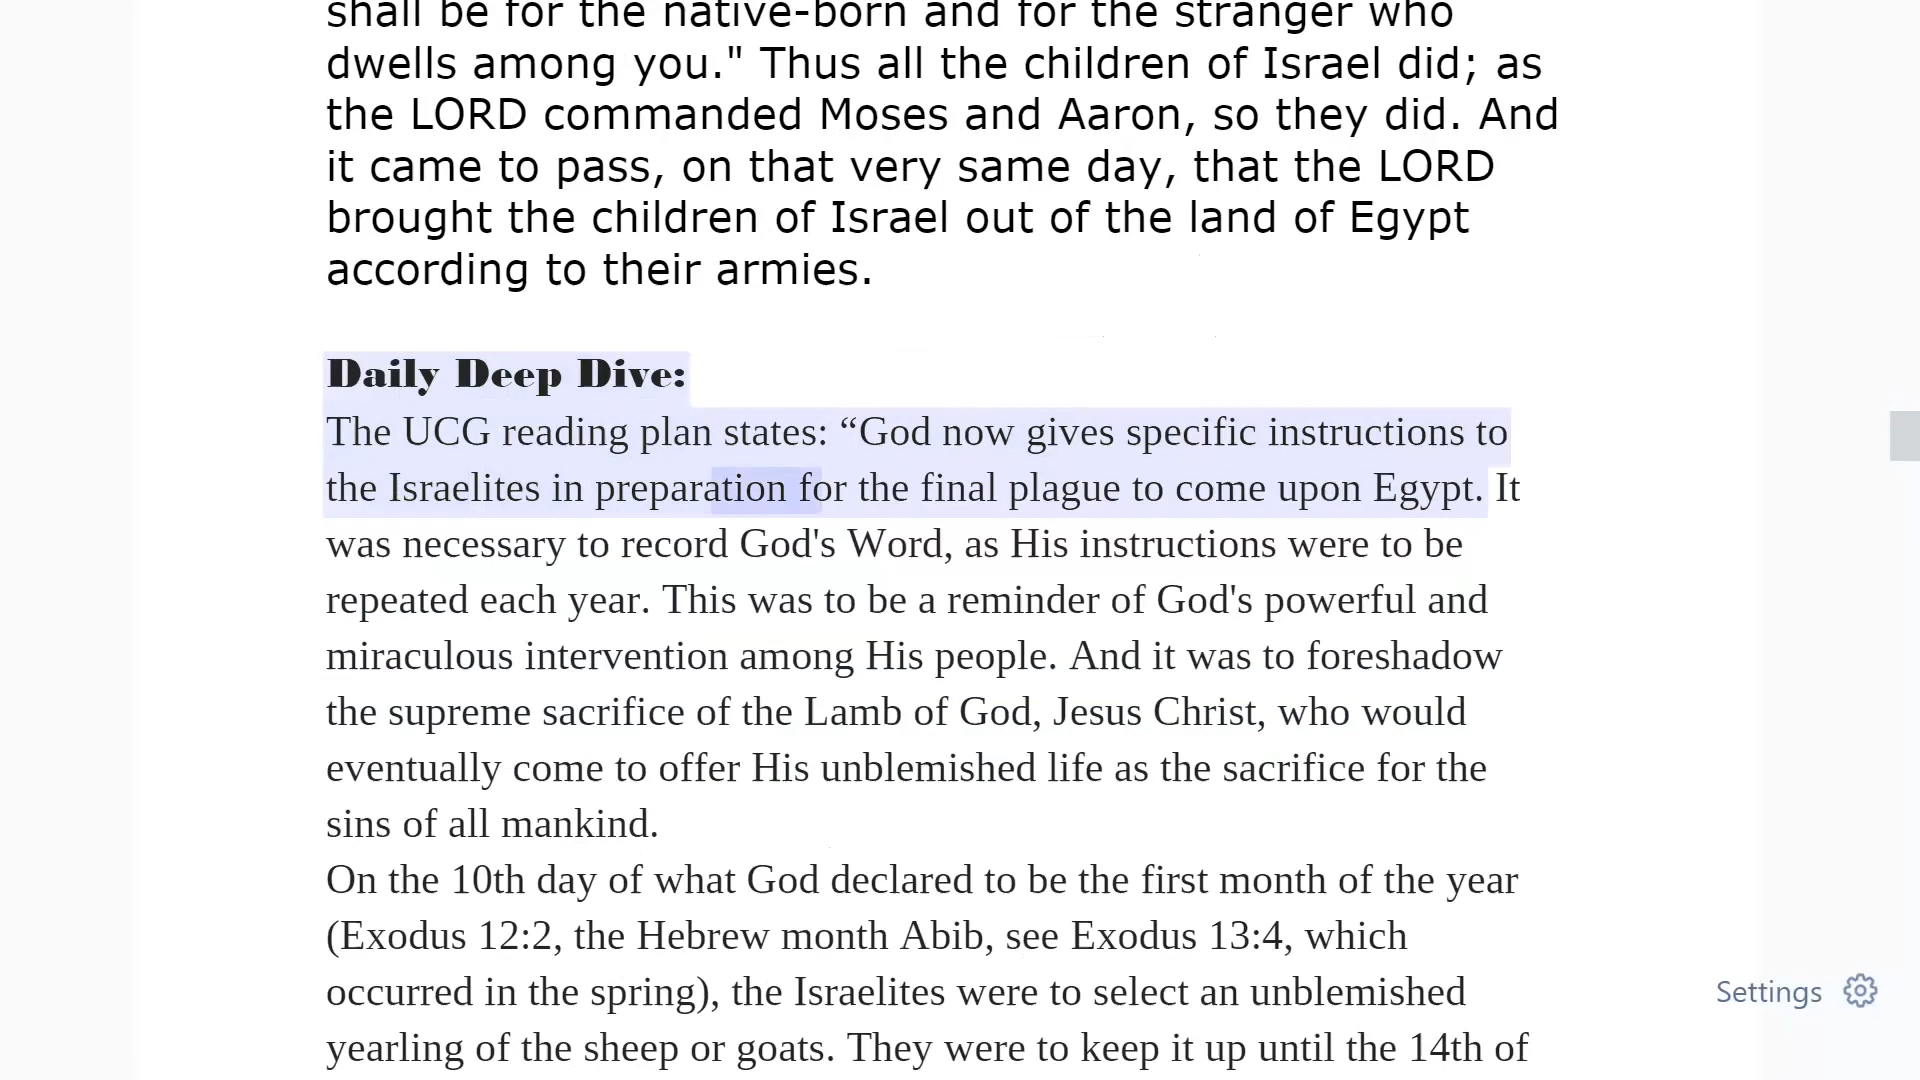 shall be for the native-born and for the stranger who
dwells among you." Thus all the children of Israel did; as
the LORD commanded Moses and Aaron, so they did. And
it came to pass, on that very same day, that the LORD
brought the children of Israel out of the land of Egypt
according to their armies.
Daily Deep Dive:
The UCG reading plan states: “God now gives specific instructions to
the Israelites in preparation for the final plague to come upon Egypt. It
was necessary to record God's Word, as His instructions were to be
repeated each year. This was to be a reminder of God's powerful and
miraculous intervention among His people. And it was to foreshadow
the supreme sacrifice of the Lamb of God, Jesus Christ, who would
eventually come to offer His unblemished life as the sacrifice for the
sins of all mankind.
On the 10th day of what God declared to be the first month of the year
(Exodus 12:2, the Hebrew month Abib, see Exodus 13:4, which
occurred in the spring), the Israelites were to select an unblemished
yearling of the sheep or goats. They were to keep it up until the 14th of
Settings